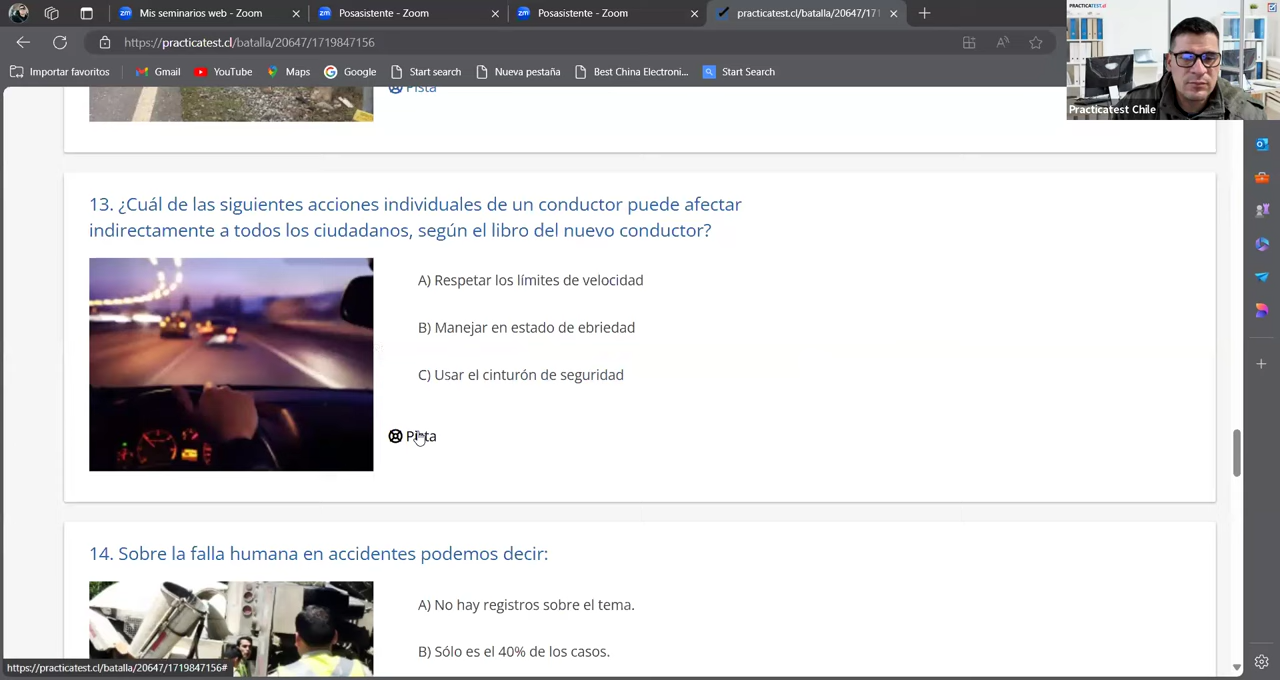 Mis seminarios web - Zoom
Posasistente - Zoom
Posasistente - Zoom
practicatest.cl/batalla/20647/171
https://practicatest.cl/batalla/20647/1719847156
Importar favoritos
Gmail
YouTube
Maps
Google
Start search
Nueva pestaña
Best China Electroni...
Start Search
PRACTICATEST.cl
Practicatest Chile
Pista
13. ¿Cuál de las siguientes acciones individuales de un conductor puede afectar
indirectamente a todos los ciudadanos, según el libro del nuevo conductor?
A) Respetar los límites de velocidad
B) Manejar en estado de ebriedad
C) Usar el cinturón de seguridad
Pista
14. Sobre la falla humana en accidentes podemos decir:
A) No hay registros sobre el tema.
B) Sólo es el 40% de los casos.
https://practicatest.cl/batalla/20647/1719847156#